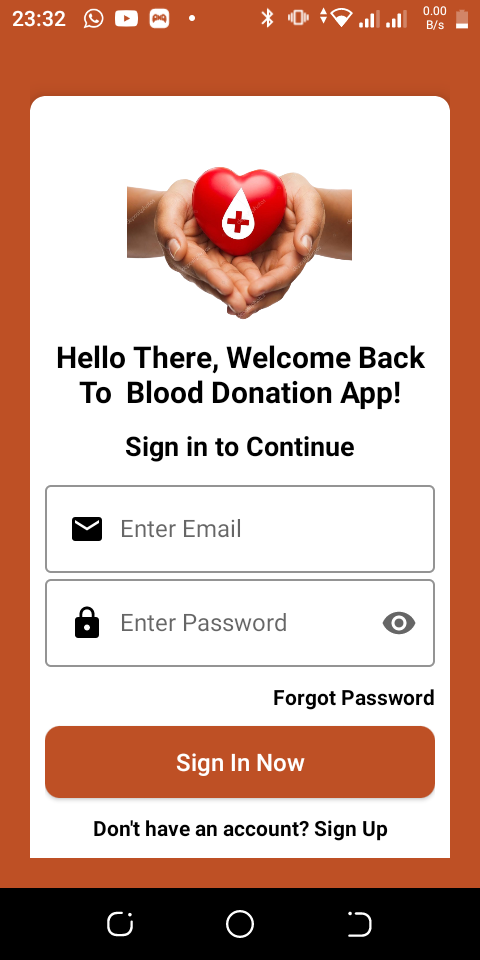 23:32
0.00
B/s
Hello There, Welcome Back
To  Blood Donation App!
Sign in to Continue
Enter Email
Enter Password
Forgot Password
Sign In Now
Don't have an account? Sign Up